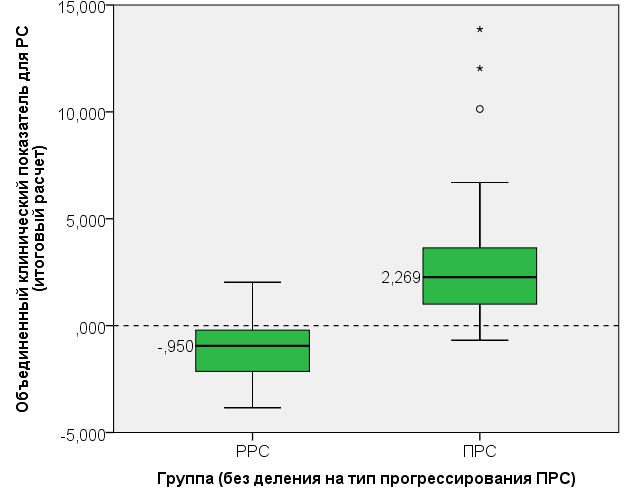 Объединенный клинический показатель для РС
(итоговый расчет)
15,000
10,000
5,000
,000
-5,000
-,950
2,269
РРС
ПРС
Группа (без деления на тип прогрессирования ПРС)